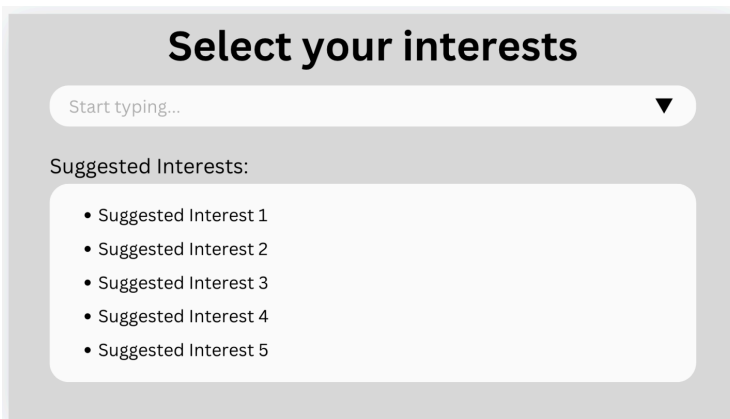 Select your interests
Start typing...
Suggested Interests:
• Suggested Interest 1
• Suggested Interest 2
• Suggested Interest 3
• Suggested Interest 4
• Suggested Interest 5